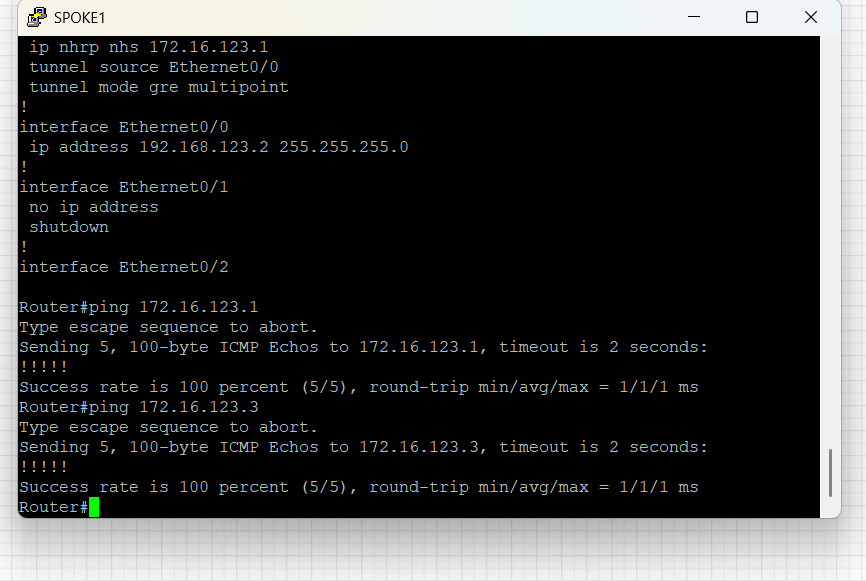 SPOKE1
ip nhrp nhs 172.16.123.1
tunnel source Ethernet0/0
tunnel mode gre multipoint
!
interface Ethernet0/0
ip address 192.168.123.2 255.255.255.0
!
interface Ethernet0/1
no ip address
shutdown
!
interface Ethernet0/2
Router#ping 172.16.123.1
Type escape sequence to abort.
Sending 5, 100-byte ICMP Echos to 172.16.123.1, timeout is 2 seconds:
!!!!!
Success rate is 100 percent (5/5), round-trip min/avg/max = 1/1/1 ms
Router#ping 172.16.123.3
Type escape sequence to abort.
Sending 5, 100-byte ICMP Echos to 172.16.123.3, timeout is 2 seconds:
!!!!!
Success rate is 100 percent (5/5), round-trip min/avg/max = 1/1/1 ms
Router#